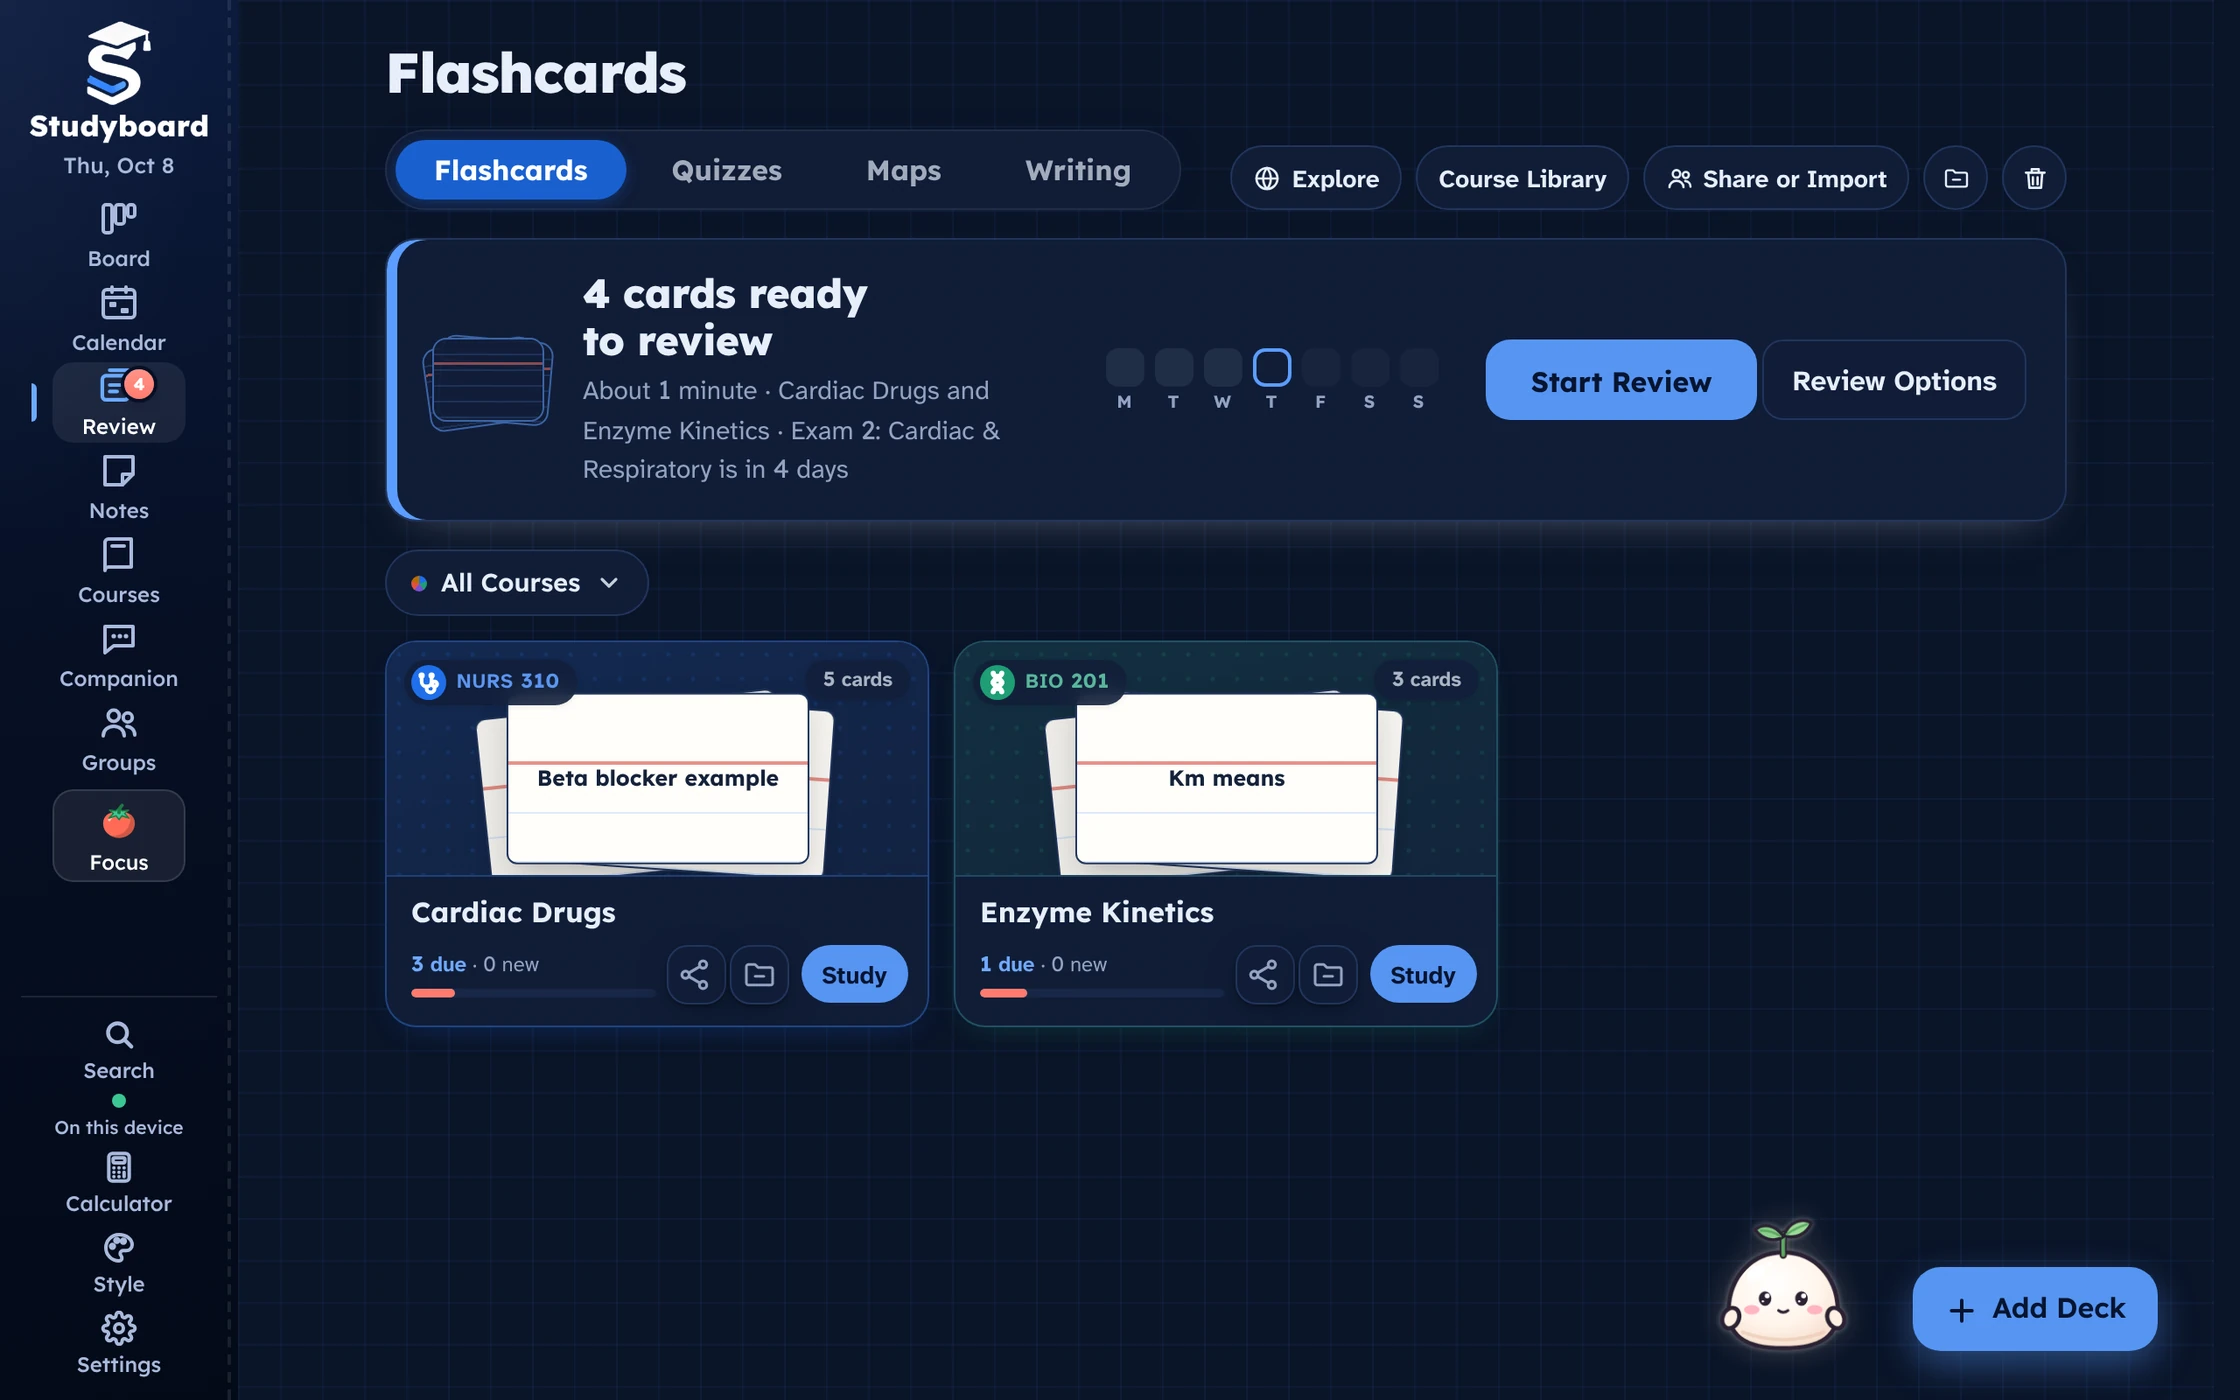 Studyboard
Thu, Oct 8
Board
Calendar
4
Review
Notes
Courses
Companion
Groups
Focus
Search
On this device
Calculator
Style
Settings
Flashcards
Flashcards
Quizzes
Maps
Writing
Explore
Course Library
Share or Import
4 cards ready
to review
About 1 minute · Cardiac Drugs and
Enzyme Kinetics · Exam 2: Cardiac &
Respiratory is in 4 days
M T W T F S S
Start Review
Review Options
All Courses
NURS 310
5 cards
Beta blocker example
Cardiac Drugs
3 due · 0 new
Study
BIO 201
3 cards
Km means
Enzyme Kinetics
1 due · 0 new
Study
+ Add Deck